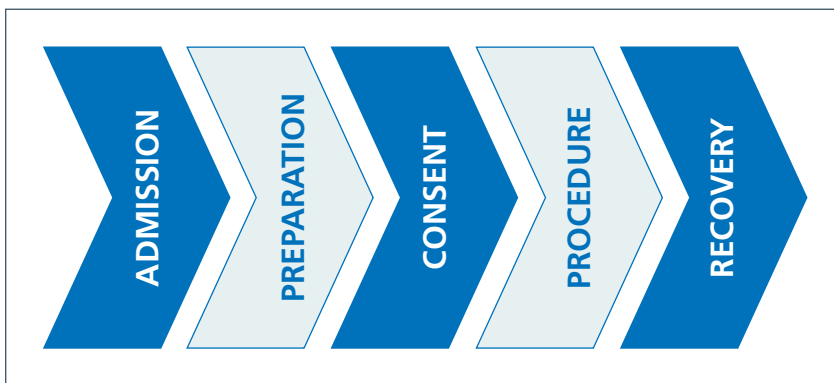 ADMISSION
PREPARATION
CONSENT
PROCEDURE
RECOVERY